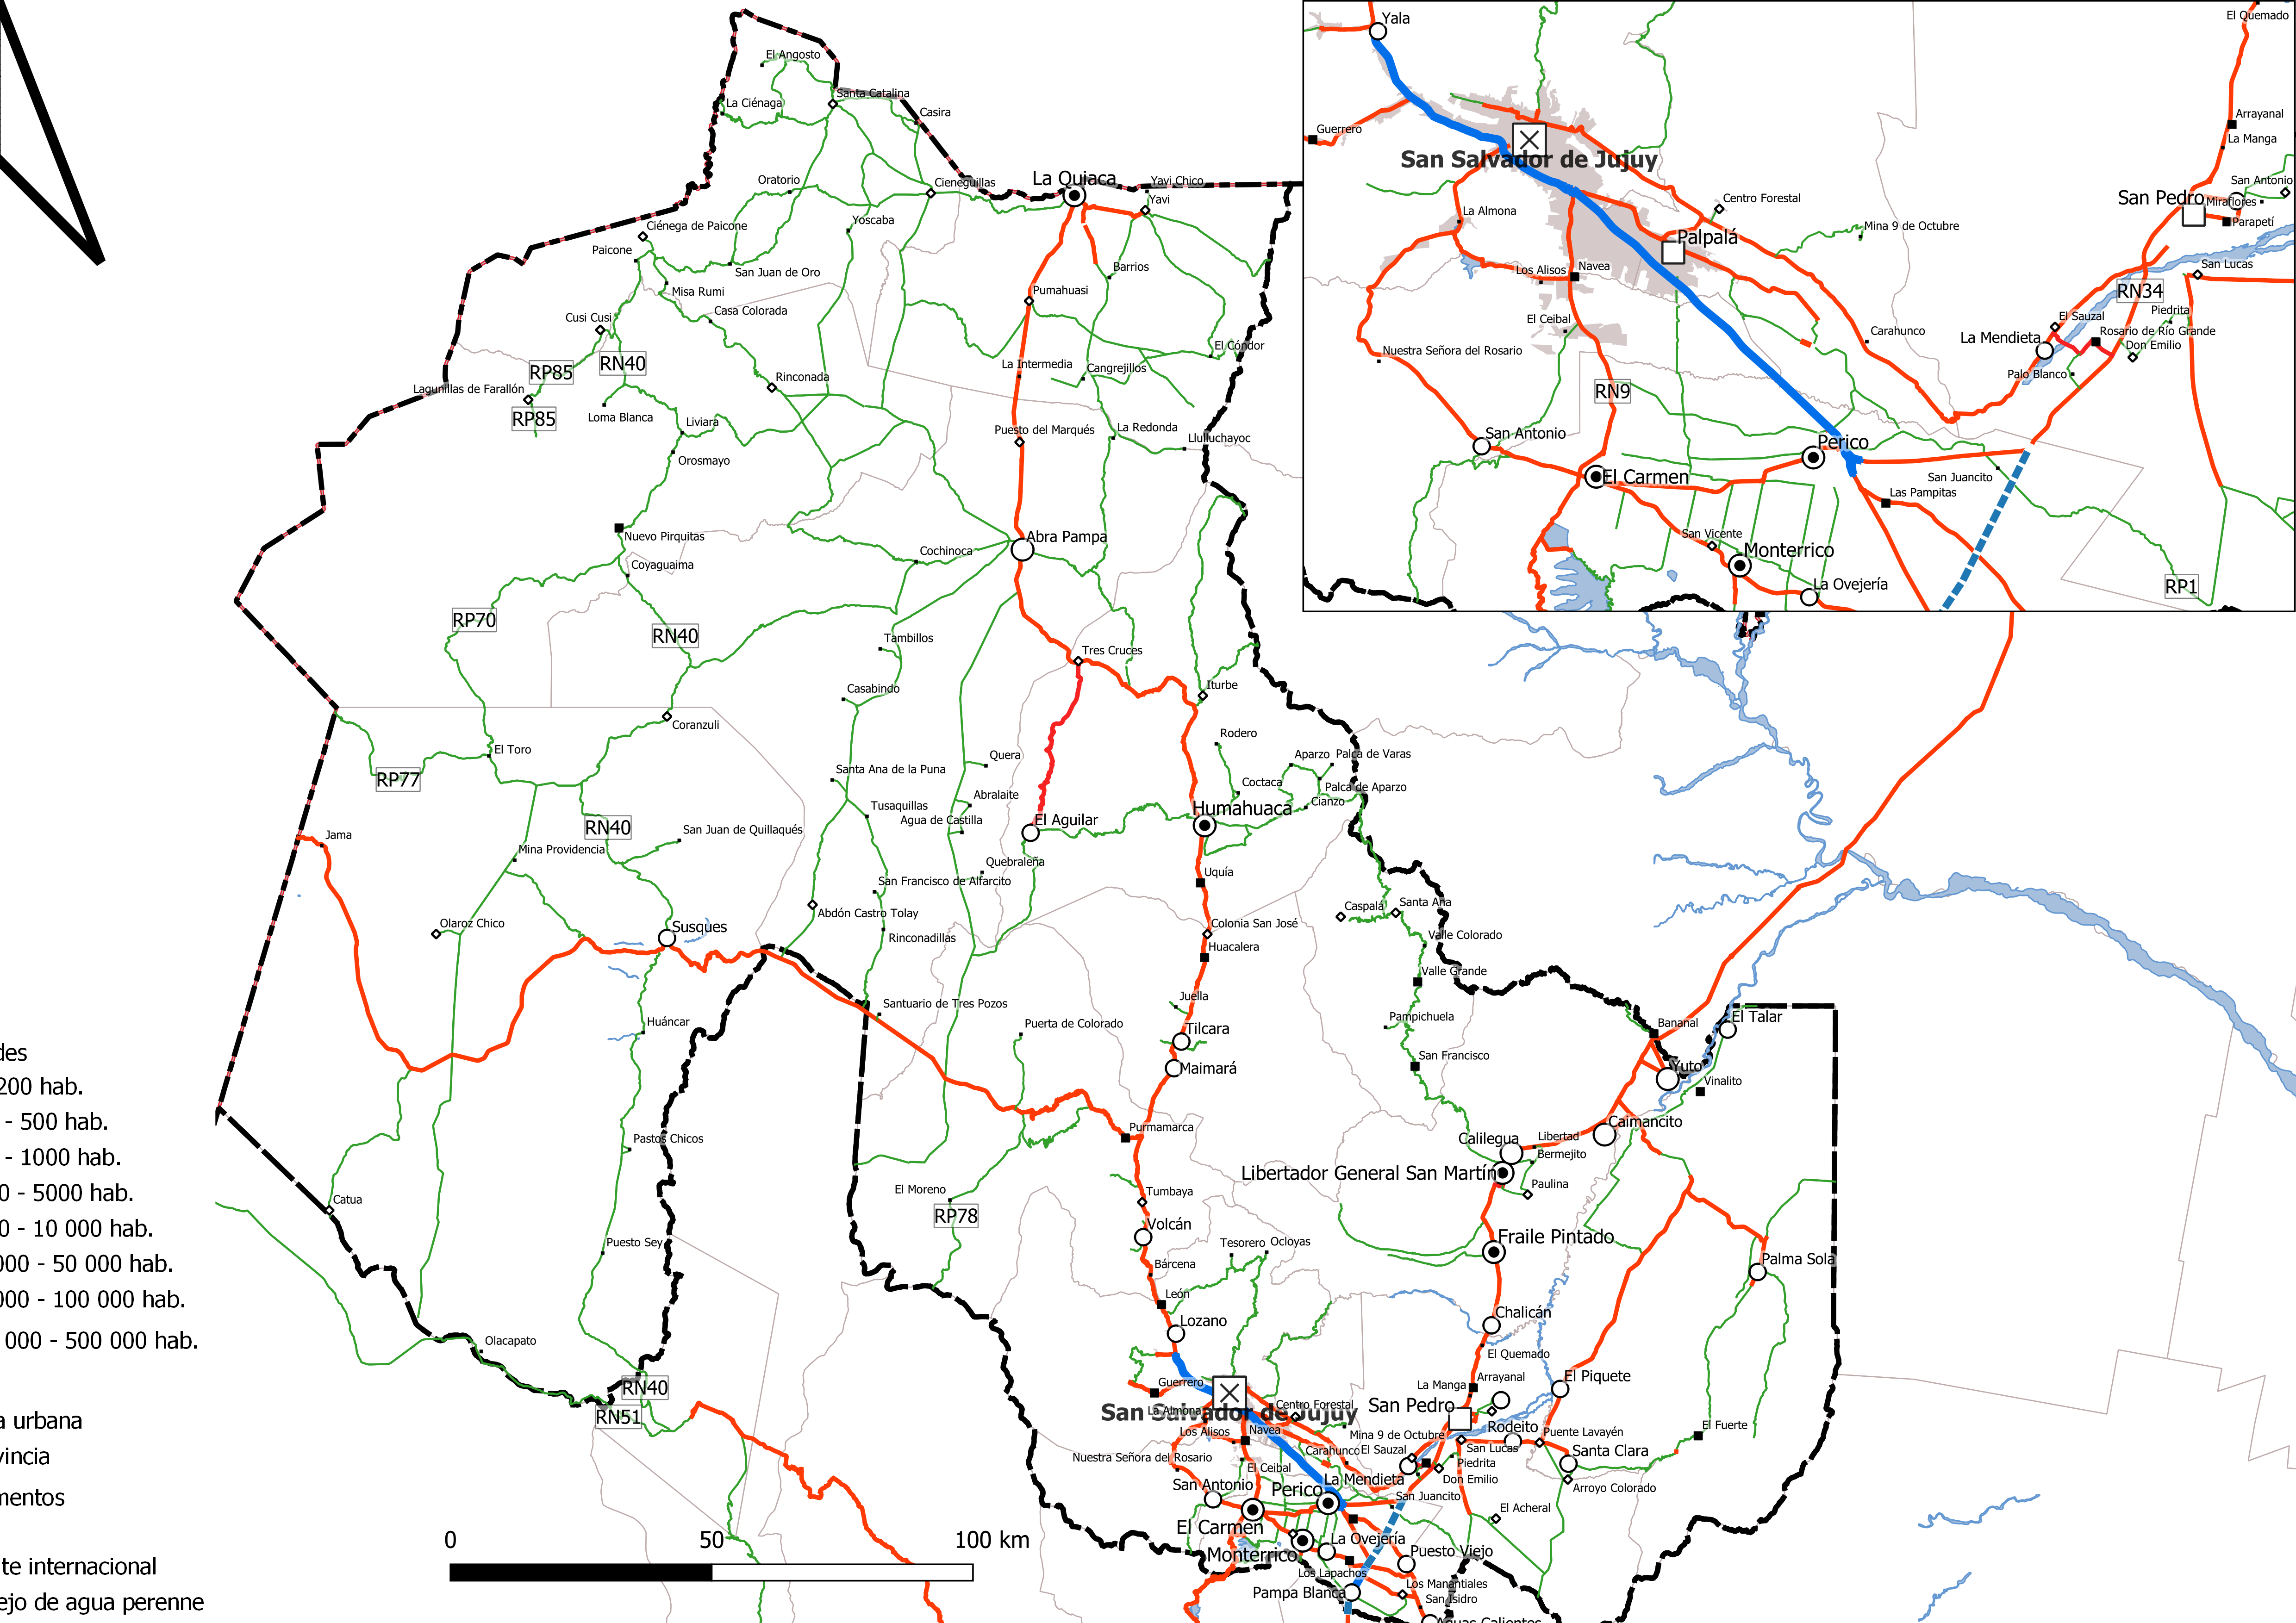 El Angosto
La Ciénaga
Santa Catalina
Casira
Oratorio
Cieneguillas
La Quiaca
Yavi Chico
Yavi
Yoscaba
Ciénega de Paicone
Paicone
San Juan de Oro
Misa Rumi
Barrios
Pumahuasi
Casa Colorada
Cusi Cusi
RN40
RP85
El Cóndor
La Intermedia
Cangrejillos
Rinconada
Lagunillas de Farallón
RP85
Loma Blanca
Liviara
Puesto del Marqués
La Redonda
Llulluchayoc
Orosmayo
Nuevo Pirquitas
Abra Pampa
Cochinoca
Coyaguaima
RP70
RN40
Tambillos
Tres Cruces
Casabindo
Iturbe
Coranzuli
El Toro
Rodero
Quera
Aparzo
Palca de Varas
RP77
Santa Ana de la Puna
Coctaca
Palca de Aparzo
Abralaite
Cianzo
Tusaquillas
Humahuaca
Agua de Castilla
El Aguilar
RN40
San Juan de Quillaqués
Jama
Mina Providencia
Quebraleña
Uquía
San Francisco de Alfarcito
Abdón Castro Tolay
Caspalá
Santa Ana
Olaroz Chico
Susques
Colonia San José
Rinconadillas
Huacalera
Valle Colorado
Valle Grande
Juella
Santuario de Tres Pozos
Pampichuela
Huáncar
Puerta de Colorado
Tilcara
Bananal
El Talar
San Francisco
Maimará
Yuto
Vinalito
Purmamarca
Caimancito
Pastos Chicos
Calilegua
Libertad
Bermejito
Libertador General San Martín
Paulina
El Moreno
Tumbaya
Catua
RP78
Volcán
Fraile Pintado
Puesto Sey
Tesorero
Ocloyas
Bárcena
Palma Sola
León
Lozano
Chalicán
Olacapato
El Quemado
RN40
Guerrero
Arrayanal
La Manga
El Piquete
RN51
San Salvador de Jujuy
La Almona
Centro Forestal
San Pedro
El Fuerte
Los Alisos
Navea
Mina 9 de Octubre
Rodeito
Puente Lavayén
Carahunco
El Sauzal
San Lucas
Santa Clara
Nuestra Señora del Rosario
El Ceibal
Piedrita
La Mendieta
Don Emilio
Arroyo Colorado
San Antonio
Perico
San Juancito
El Acheral
El Carmen
La Ovejería
Monterrico
Puesto Viejo
Los Lapachos
Los Manantiales
Pampa Blanca
San Isidro
Aguas Calientes
Yala
El Quemado
Guerrero
Arrayanal
La Manga
San Salvador de Jujuy
San Antonio
San Pedro
Miraflores
Centro Forestal
La Almona
Parapetí
Mina 9 de Octubre
Palpalá
Los Alisos
Navea
San Lucas
RN34
El Ceibal
El Sauzal
Piedrita
Carahunco
Rosario de Río Grande
La Mendieta
Don Emilio
Nuestra Señora del Rosario
Palo Blanco
RN9
San Antonio
Perico
El Carmen
San Juancito
Las Pampitas
San Vicente
Monterrico
La Ovejería
RP1
des
200 hab.
- 500 hab.
- 1000 hab.
0 - 5000 hab.
0 - 10 000 hab.
000 - 50 000 hab.
000 - 100 000 hab.
000 - 500 000 hab.
a urbana
vincia
mentos
te internacional
ejo de agua perenne
0 50 100 km